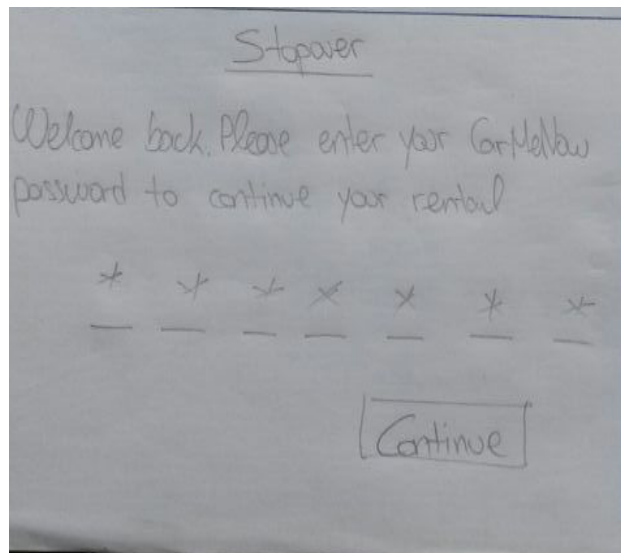 Stopover
Welcome back. Please enter your CarMeNow
password to continue your rental
* * * * * * *
_ _ _ _ _ _ _
Continue